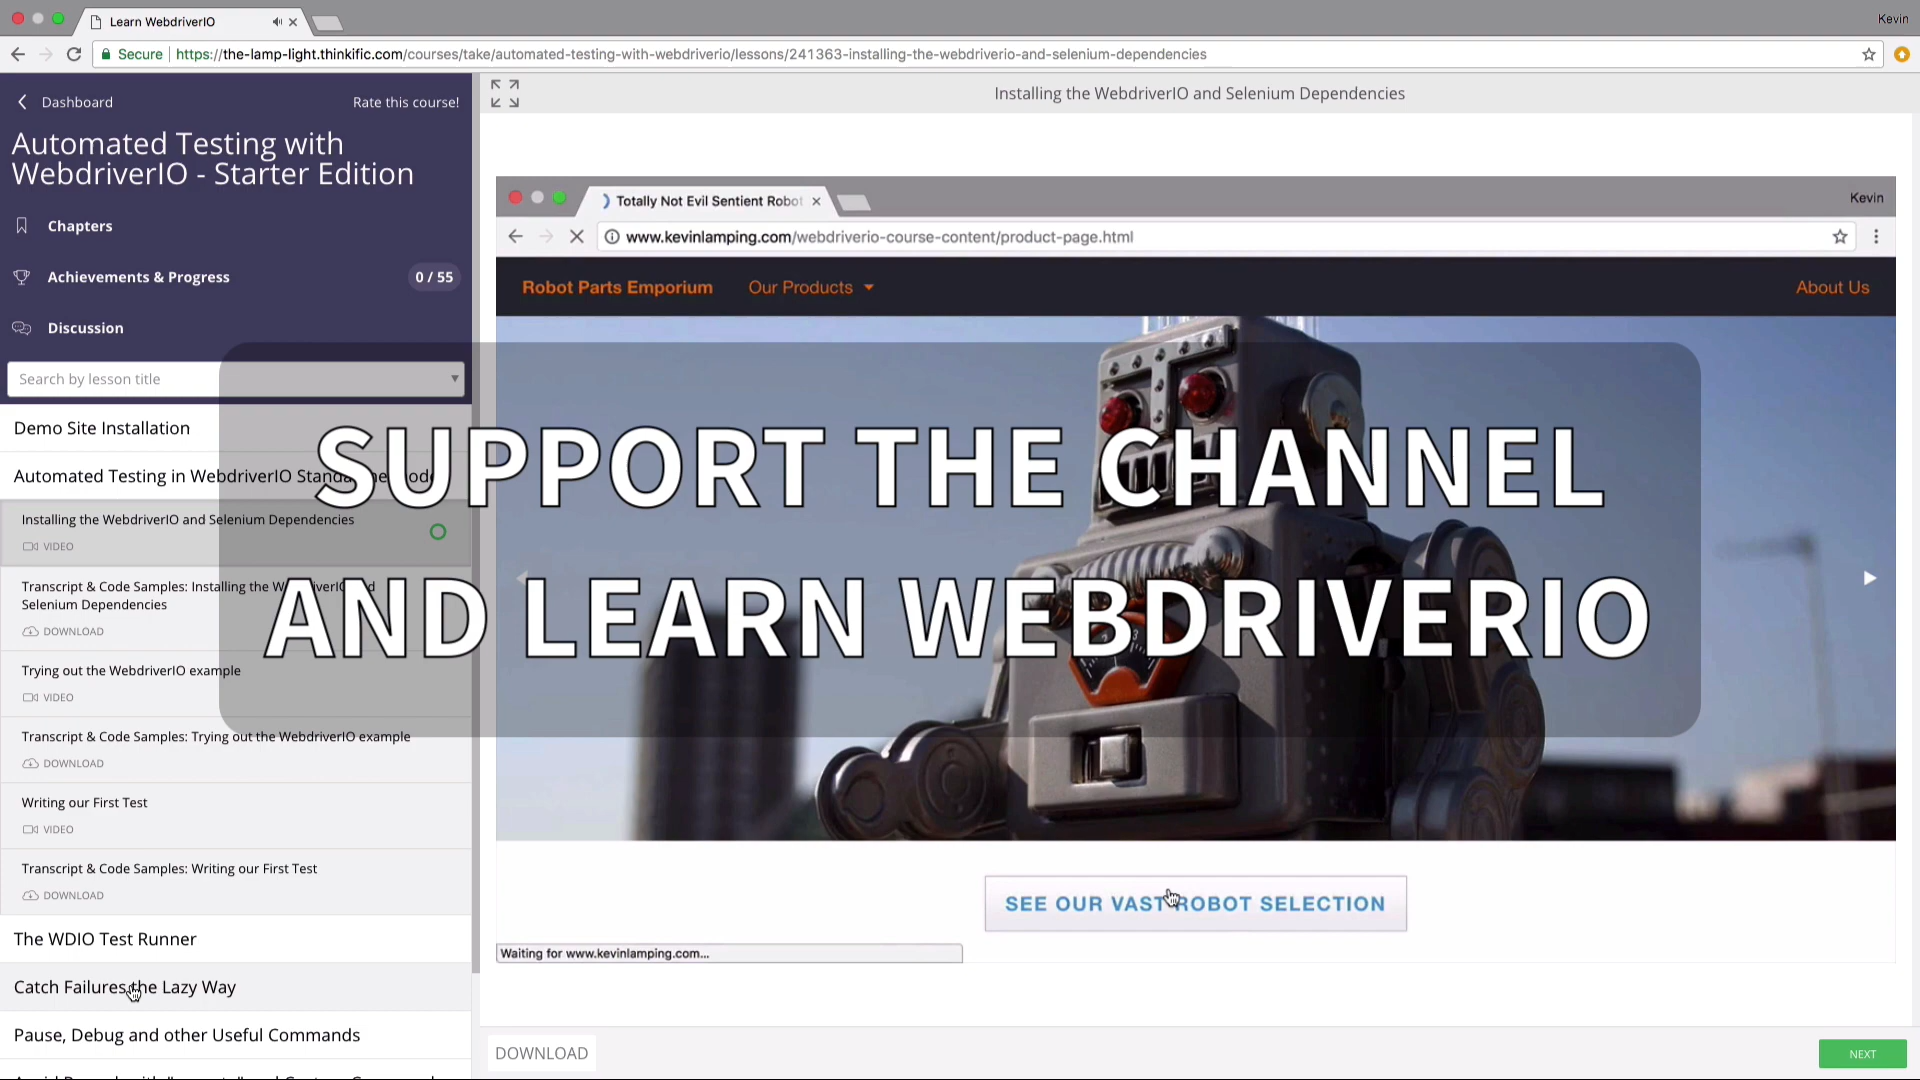 Learn WebdriverIO
Kevin
Secure
https://the-lamp-light.thinkific.com/courses/take/automated-testing-with-webdriverio/lessons/241363-installing-the-webdriverio-and-selenium-dependencies
Dashboard
Rate this course!
Automated Testing with
WebdriverIO - Starter Edition
Chapters
Achievements & Progress
0 / 55
Discussion
Search by lesson title
Demo Site Installation
Automated Testing in WebdriverIO
Installing the WebdriverIO and Selenium Dependencies
VIDEO
Transcript & Code Samples: Installing the
Selenium Dependencies
DOWNLOAD
Trying out the WebdriverIO example
VIDEO
Transcript & Code Samples: Trying out the WebdriverIO example
DOWNLOAD
Writing our First Test
VIDEO
Transcript & Code Samples: Writing our First Test
DOWNLOAD
The WDIO Test Runner
Catch Failures the Lazy Way
Pause, Debug and other Useful Commands
Installing the WebdriverIO and Selenium Dependencies
Totally Not Evil Sentient Robot
Kevin
www.kevinlamping.com/webdriverio-course-content/product-page.html
Robot Parts Emporium
Our Products
About Us
SUPPORT THE CHANNEL
AND LEARN WEBDRIVERIO
SEE OUR VAST ROBOT SELECTION
Waiting for www.kevinlamping.com...
DOWNLOAD
NEXT